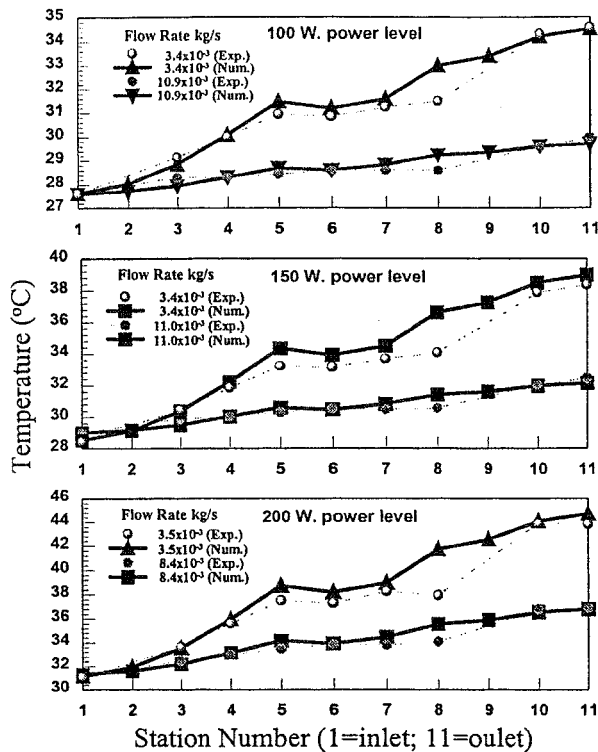 100 W. power level
Flow Rate kg/s
3.4x10⁻³ (Exp.)
3.4x10⁻³ (Num.)
10.9x10⁻³ (Exp.)
10.9x10⁻³ (Num.)
35
34
33
32
31
30
29
28
27
1 2 3 4 5 6 7 8 9 10 11
150 W. power level
Flow Rate kg/s
3.4x10⁻³ (Exp.)
3.4x10⁻³ (Num.)
11.0x10⁻³ (Exp.)
11.0x10⁻³ (Num.)
40
38
36
34
32
30
28
1 2 3 4 5 6 7 8 9 10 11
Temperature (ºC)
200 W. power level
Flow Rate kg/s
3.5x10⁻³ (Exp.)
3.5x10⁻³ (Num.)
8.4x10⁻³ (Exp.)
8.4x10⁻³ (Num.)
46
44
42
40
38
36
34
32
30
1 2 3 4 5 6 7 8 9 10 11
Station Number (1=inlet; 11=oulet)